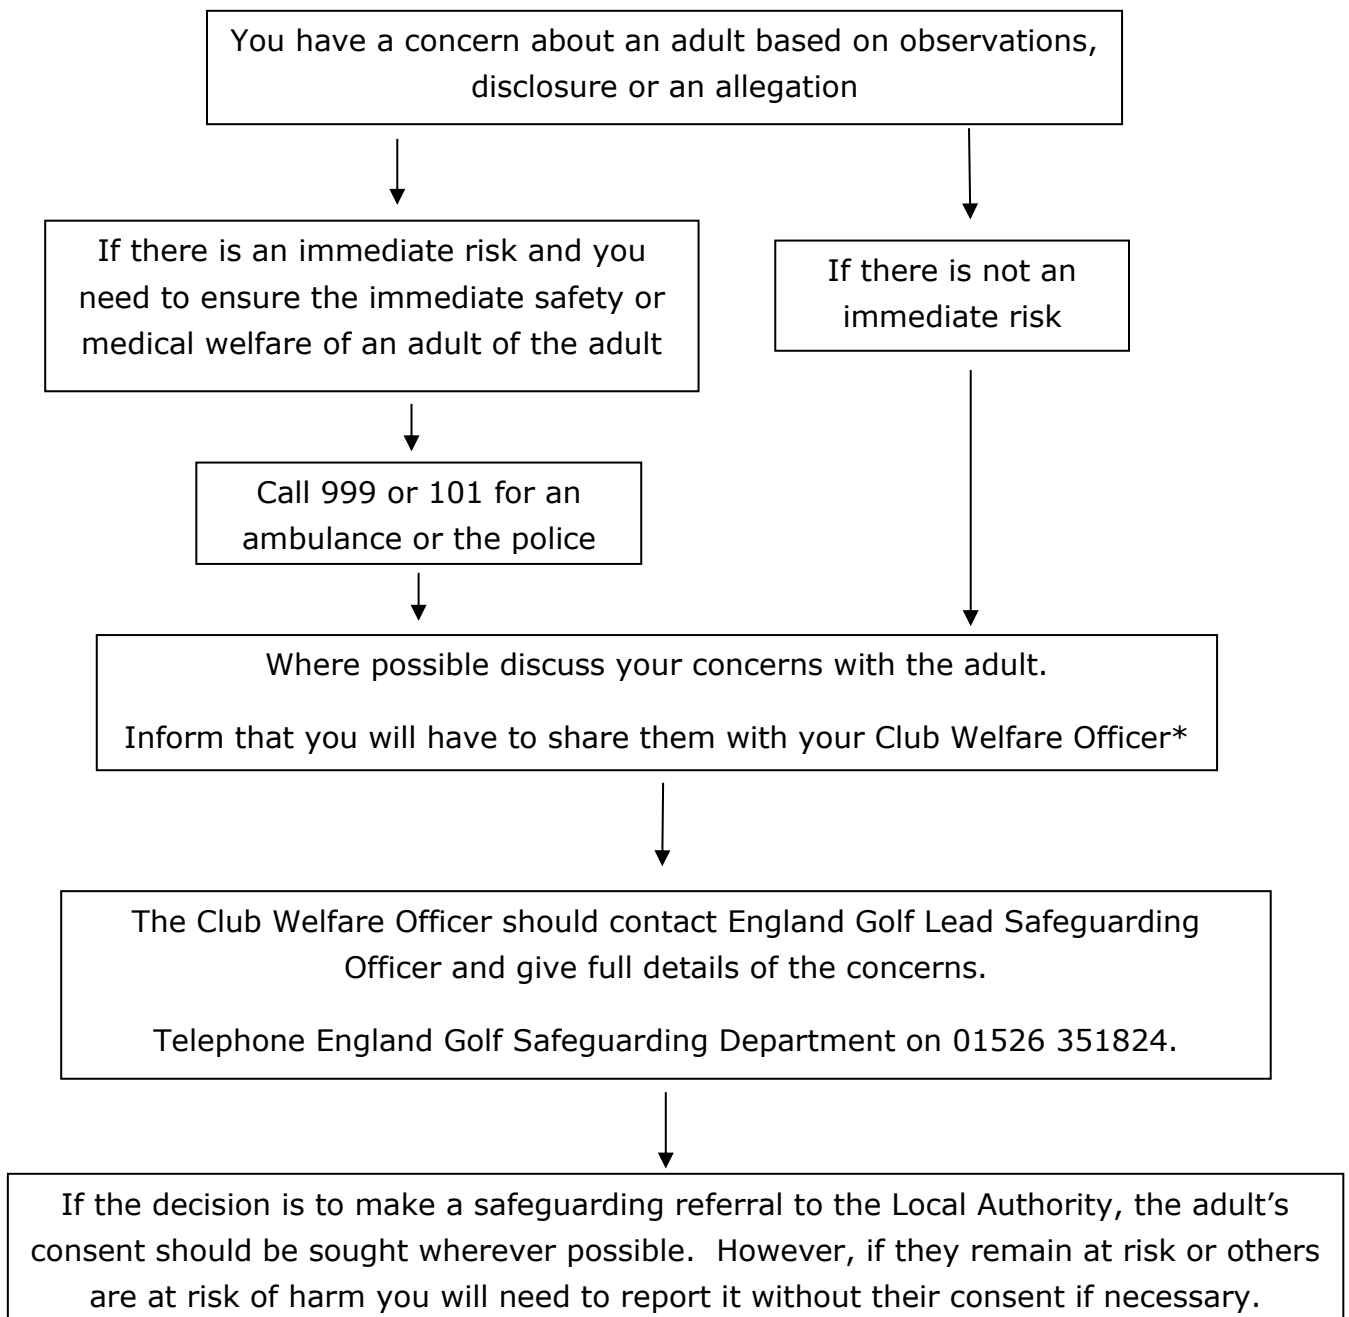 You have a concern about an adult based on observations,
disclosure or an allegation
If there is an immediate risk and you
need to ensure the immediate safety or
medical welfare of an adult of the adult
If there is not an
immediate risk
Call 999 or 101 for an
ambulance or the police
Where possible discuss your concerns with the adult.
Inform that you will have to share them with your Club Welfare Officer*
The Club Welfare Officer should contact England Golf Lead Safeguarding
Officer and give full details of the concerns.
Telephone England Golf Safeguarding Department on 01526 351824.
If the decision is to make a safeguarding referral to the Local Authority, the adult’s
consent should be sought wherever possible.  However, if they remain at risk or others
are at risk of harm you will need to report it without their consent if necessary.